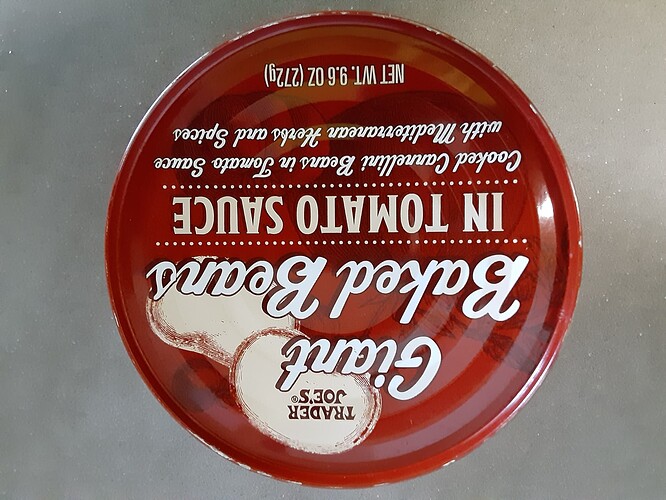 TRADER
JOE'S®
Giant
Baked Beans
IN TOMATO SAUCE
Cooked Cannellini Beans in Tomato Sauce
with Mediterranean Herbs and Spices
NET WT. 9.6 OZ (272g)